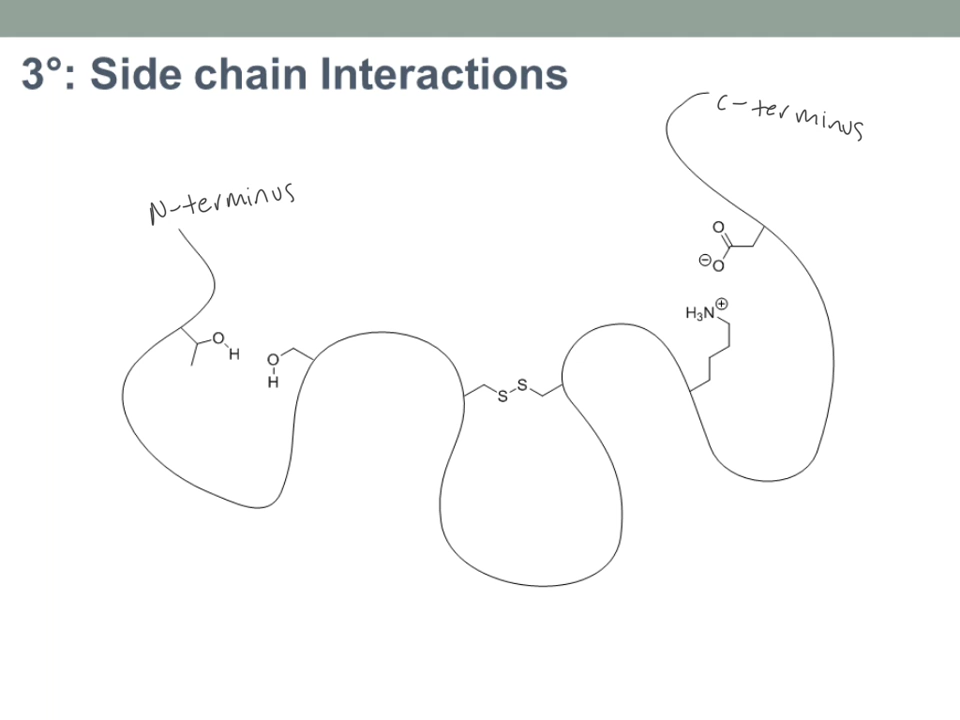 3°: Side chain Interactions
C-terminus
N-terminus
O
⊖O
H₃N⊕
O
H
O
H
S
S